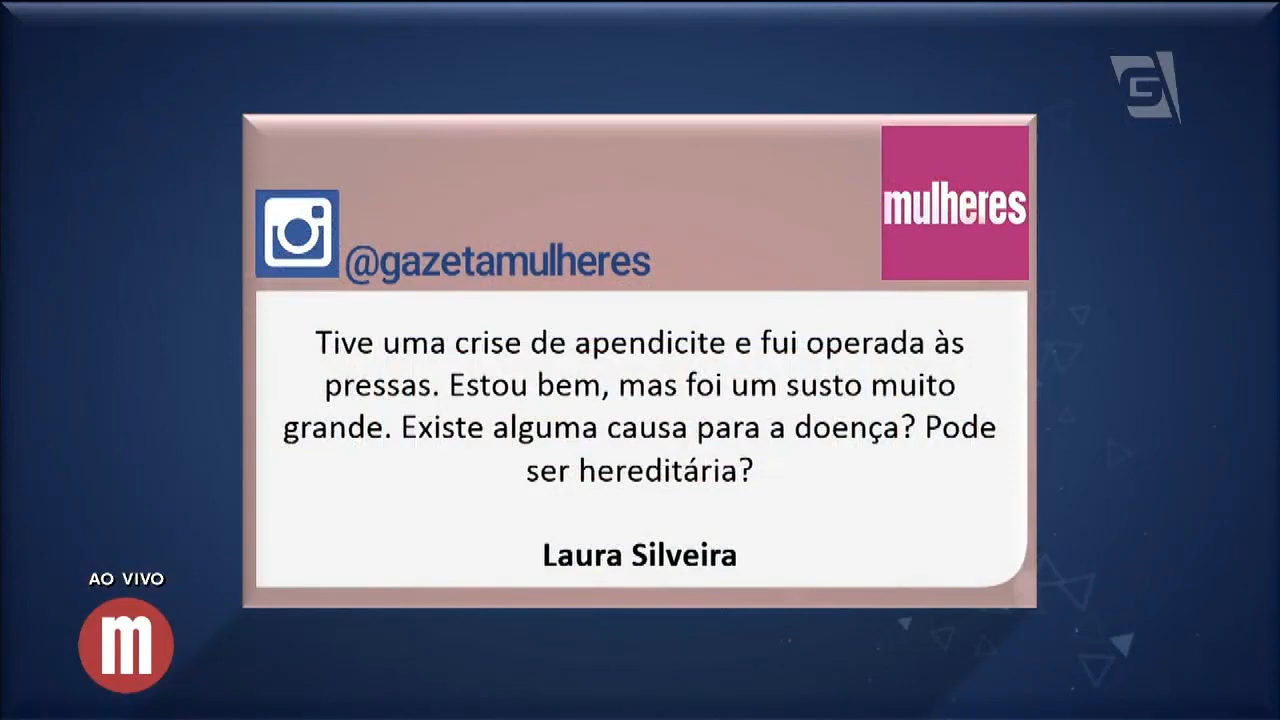 mulheres
@gazetamulheres
Tive uma crise de apendicite e fui operada às
pressas. Estou bem, mas foi um susto muito
grande. Existe alguma causa para a doença? Pode
ser hereditária?
Laura Silveira
AO VIVO
m
G